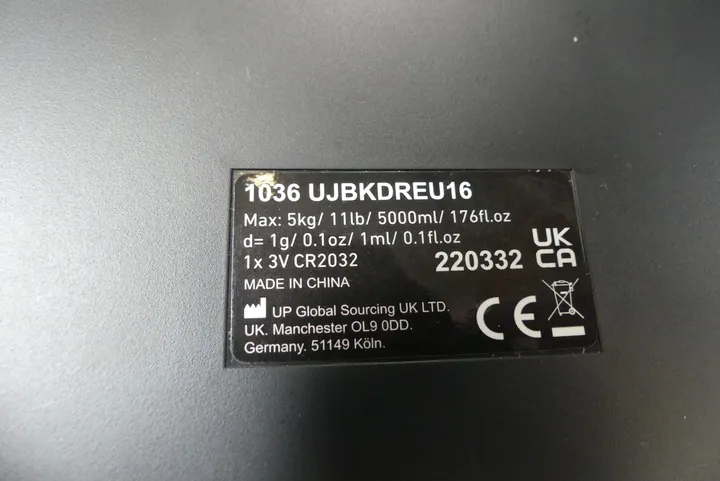 1036 UJBKDREU16
Max: 5kg/ 11lb/ 5000ml/ 176fl.oz
d= 1g/ 0.1oz/ 1ml/ 0.1fl.oz
1x 3V CR2032
220332
UK
CA
MADE IN CHINA
UP Global Sourcing UK LTD.
UK. Manchester OL9 0DD.
Germany. 51149 Köln.
CE